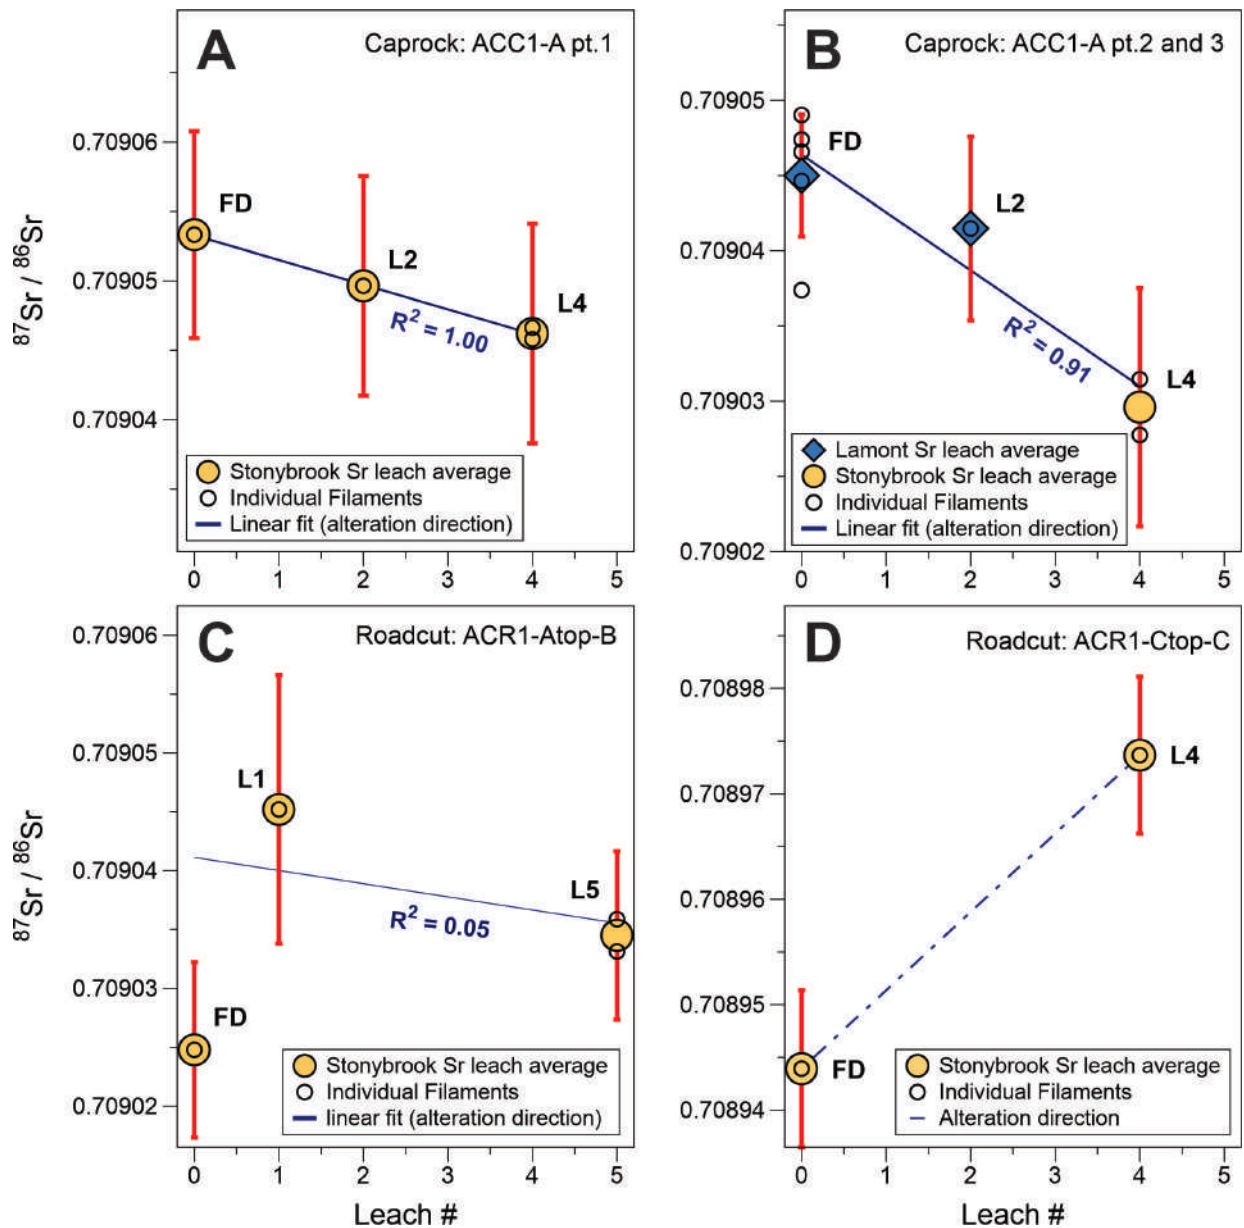 A
Caprock: ACC1-A pt.1
87Sr / 86Sr
0.70906
0.70905
0.70904
FD
L2
L4
R2 = 1.00
Stonybrook Sr leach average
Individual Filaments
Linear fit (alteration direction)
0 1 2 3 4 5
B
Caprock: ACC1-A pt.2 and 3
0.70905
0.70904
0.70903
0.70902
FD
L2
L4
R2 = 0.91
Lamont Sr leach average
Stonybrook Sr leach average
Individual Filaments
Linear fit (alteration direction)
0 1 2 3 4 5
C
Roadcut: ACR1-Atop-B
87Sr / 86Sr
0.70906
0.70905
0.70904
0.70903
0.70902
L1
L5
FD
R2 = 0.05
Stonybrook Sr leach average
Individual Filaments
linear fit (alteration direction)
0 1 2 3 4 5
Leach #
D
Roadcut: ACR1-Ctop-C
0.70898
0.70897
0.70896
0.70895
0.70894
L4
FD
Stonybrook Sr leach average
Individual Filaments
Alteration direction
0 1 2 3 4 5
Leach #